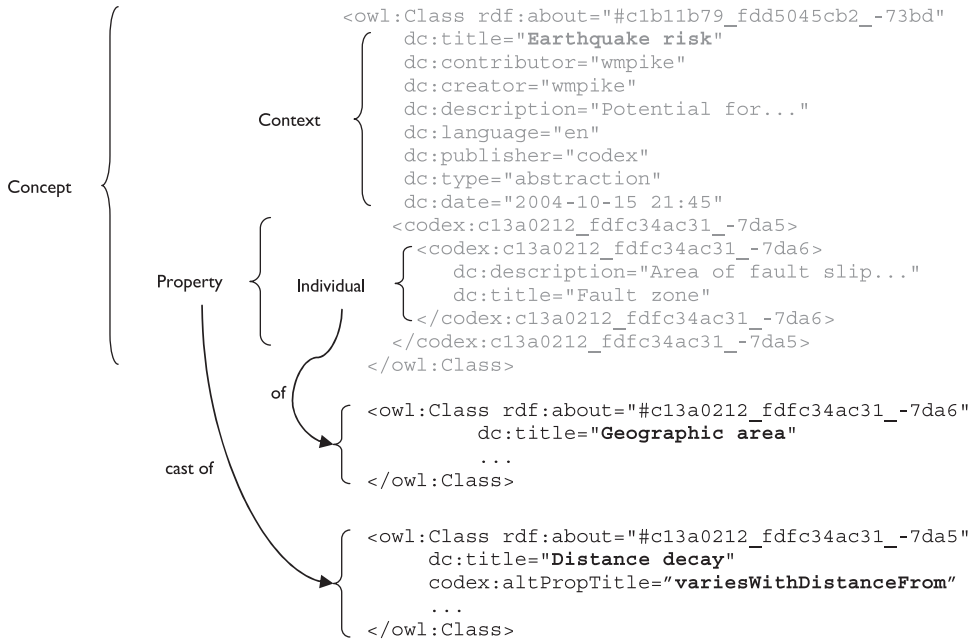 <owl:Class rdf:about="#c1b11b79_fdd5045cb2_-73bd"
dc:title="Earthquake risk"
dc:contributor="wmpike"
dc:creator="wmpike"
dc:description="Potential for..."
Context
dc:language="en"
dc:publisher="codex"
dc:type="abstraction"
Concept
dc:date="2004-10-15 21:45"
<codex:c13a0212_fdfc34ac31_-7da5>
<codex:c13a0212_fdfc34ac31_-7da6>
dc:description="Area of fault slip..."
Property
Individual
dc:title="Fault zone"
</codex:c13a0212_fdfc34ac31_-7da6>
</codex:c13a0212_fdfc34ac31_-7da5>
</owl:Class>
of
<owl:Class rdf:about="#c13a0212_fdfc34ac31_-7da6"
dc:title="Geographic area"
...
cast of
</owl:Class>
<owl:Class rdf:about="#c13a0212_fdfc34ac31_-7da5"
dc:title="Distance decay"
codex:altPropTitle=”variesWithDistanceFrom”
...
</owl:Class>